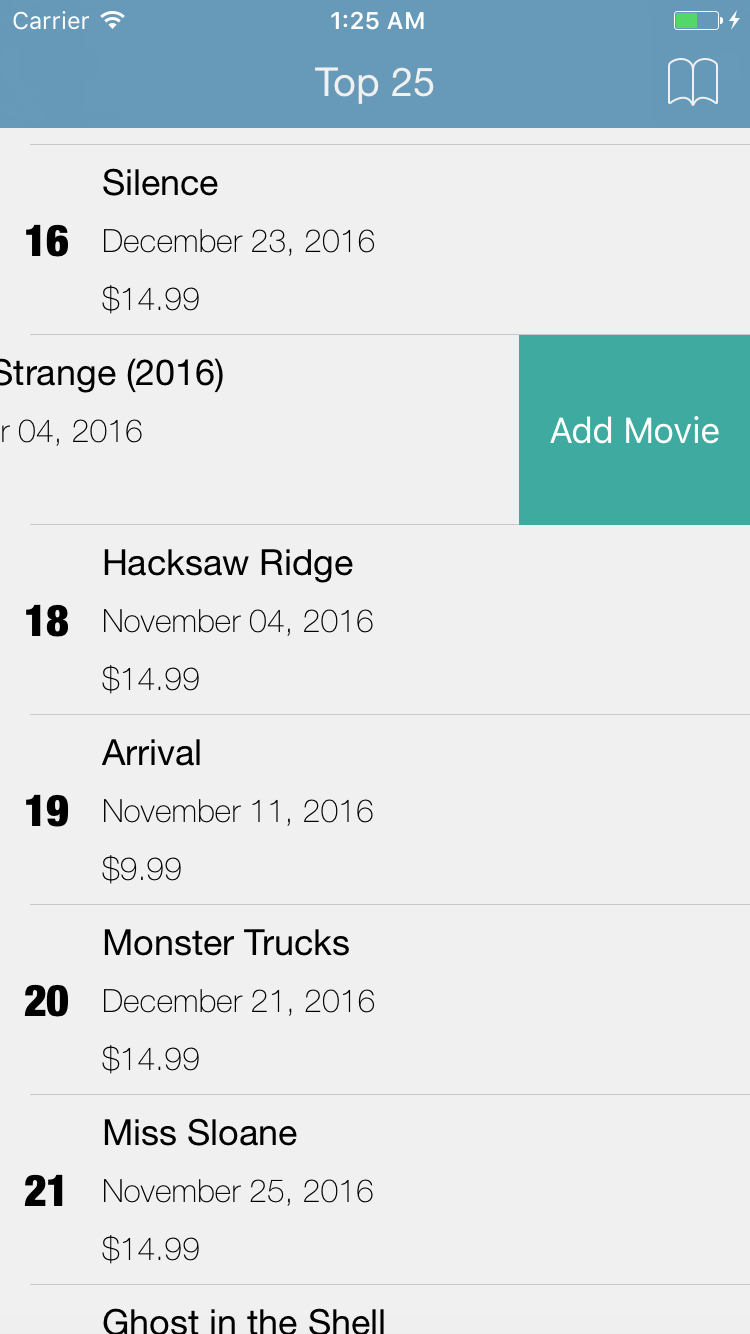 Carrier 1:25 AM
Top 25
Silence
16 December 23, 2016
$14.99
Strange (2016)
r 04, 2016
Add Movie
Hacksaw Ridge
18 November 04, 2016
$14.99
Arrival
19 November 11, 2016
$9.99
Monster Trucks
20 December 21, 2016
$14.99
Miss Sloane
21 November 25, 2016
$14.99
Ghost in the Shell